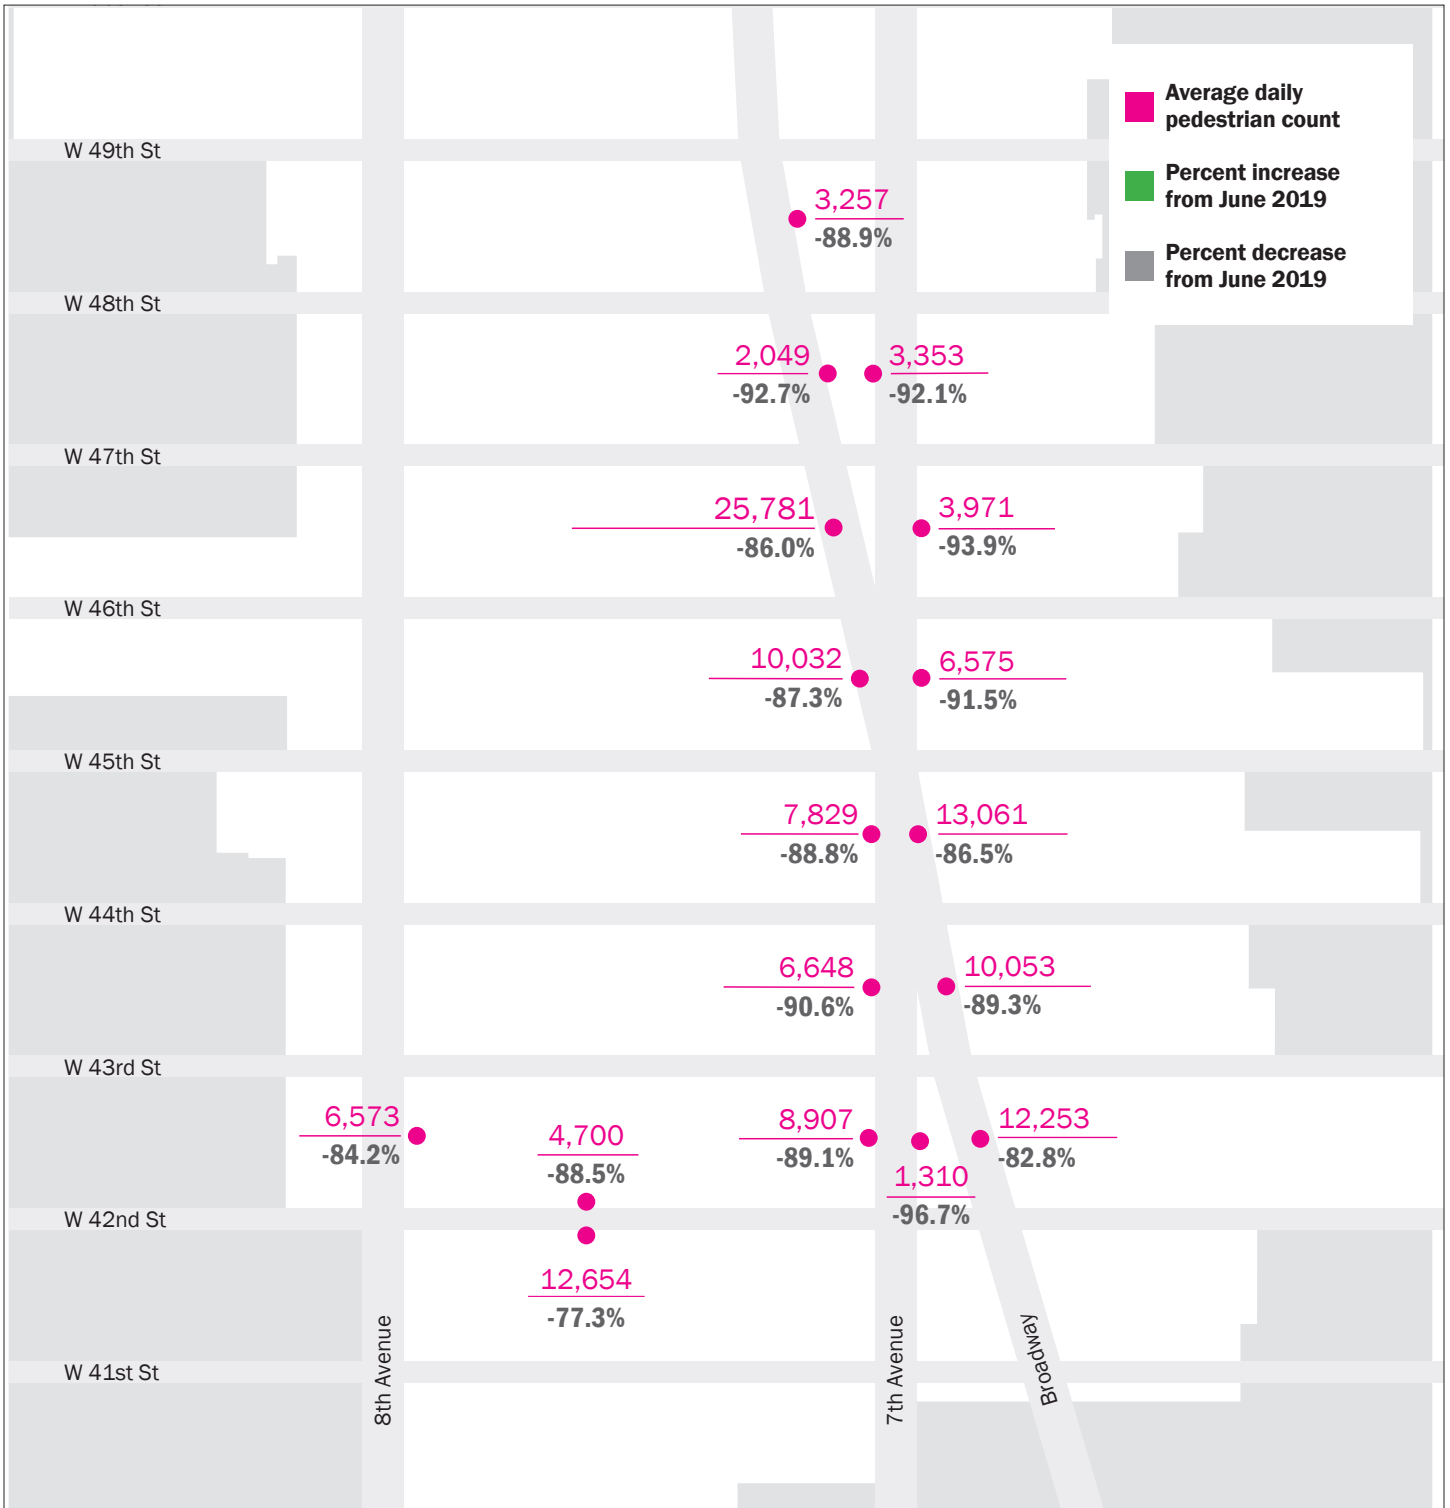 Average daily
pedestrian count
Percent increase
from June 2019
Percent decrease
from June 2019
W 49th St
3,257
-88.9%
W 48th St
2,049
-92.7%
3,353
-92.1%
W 47th St
25,781
-86.0%
3,971
-93.9%
W 46th St
10,032
-87.3%
6,575
-91.5%
W 45th St
7,829
-88.8%
13,061
-86.5%
W 44th St
6,648
-90.6%
10,053
-89.3%
W 43rd St
6,573
-84.2%
4,700
-88.5%
8,907
-89.1%
1,310
-96.7%
12,253
-82.8%
W 42nd St
12,654
-77.3%
W 41st St
8th Avenue
7th Avenue
Broadway